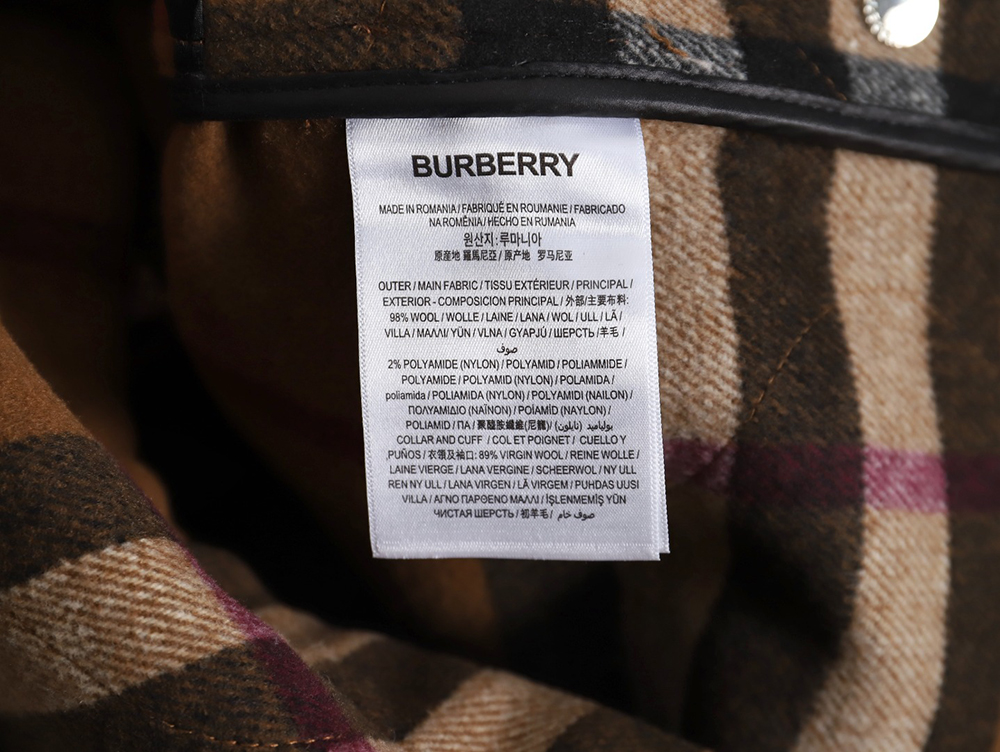 BURBERRY
MADE IN ROMANIA / FABRIQUÉ EN ROUMANIE / FABRICADO
NA ROMÊNIA / HECHO EN RUMANIA
원산지: 루마니아
原産地 羅馬尼亞 / 原产地 罗马尼亚
OUTER / MAIN FABRIC / TISSU EXTÉRIEUR / PRINCIPAL /
EXTERIOR - COMPOSICION PRINCIPAL / 外部/主要布料:
98% WOOL / WOLLE / LAINE / LANA / WOL / ULL / LÃ /
VILLA / ΜΑΛΛΙ / YÜN / VLNA / GYAPJÚ / ШЕРСТЬ /羊毛 /
صوف
2% POLYAMIDE (NYLON) / POLYAMID / POLIAMMIDE /
POLYAMIDE / POLYAMID (NYLON) / POLAMIDA /
poliamida / POLIAMIDA (NYLON) / POLYAMIDI (NAILON) /
ΠΟΛΥΑΜΙΔΙΟ (ΝΑΪΝΟΝ) / POÍAMİD (NAYLON) /
POLIAMID / ПА / 聚醯胺纖維(尼龍)/ بولياميد (نايلون)
COLLAR AND CUFF / COL ET POIGNET / CUELLO Y
,PUÑOS / 衣領及袖口: 89% VIRGIN WOOL / REINE WOLLE /
LAINE VIERGE / LANA VERGINE / SCHEERWOL / NY ULL
REN NY ULL / LANA VIRGEN / LÃ VIRGEM / PUHDAS UUSI
VILLA / ΑΓΝΟ ΠΑΡΘΕΝΟ ΜΑΛΛΙ / İŞLENMEMİŞ YÜN
ЧИСТАЯ ШЕРСТЬ / 初羊毛 / صوف خام